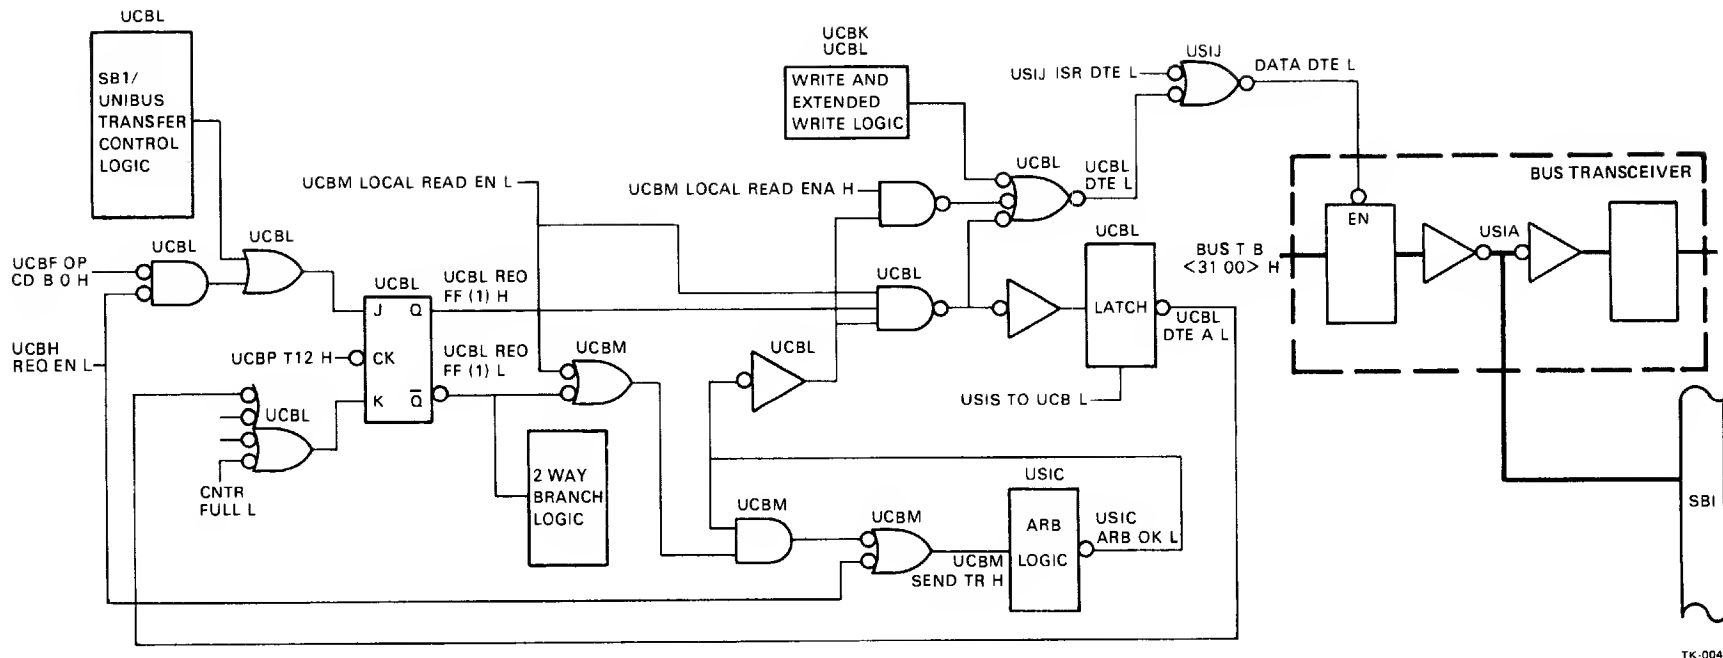 UCBL
SB1/
UNIBUS
TRANSFER
CONTROL
LOGIC
UCBK
UCBL
WRITE AND
EXTENDED
WRITE LOGIC
USIJ
USIJ ISR DTE L
DATA DTE L
UCBM LOCAL READ EN L
UCBM LOCAL READ ENA H
UCBL
UCBL
DTE L
BUS TRANSCEIVER
EN
USIA
BUS T B
<31 00> H
UCBL
UCBL
UCBF OP
CD B 0 H
UCBL
J Q
UCBL REQ
FF (1) H
UCBL
UCBL
LATCH
UCBL
DTE A L
UCBH
REQ EN L
UCBP T12 H
CK
UCBL REQ
FF (1) L
UCBM
UCBL
K Q
UCBL
USIS TO UCB L
CNTR
FULL L
2 WAY
BRANCH
LOGIC
UCBM
UCBM
UCBM
SEND TR H
USIC
ARB
LOGIC
USIC
ARB OK L
SBI
TK-004